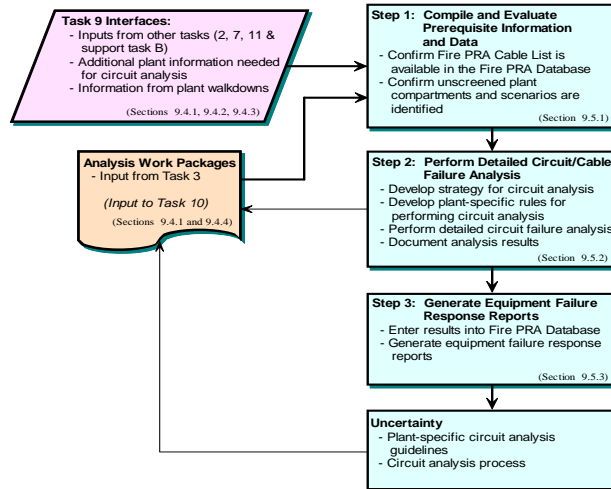 Task 9 Interfaces:
- Inputs from other tasks (2, 7, 11 &
support task B)
- Additional plant information needed
for circuit analysis
- Information from plant walkdowns
(Sections 9.4.1, 9.4.2, 9.4.3)
Analysis Work Packages
- Input from Task 3
(Input to Task 10)
(Sections 9.4.1 and 9.4.4)
Step 1: Compile and Evaluate
Prerequisite Information
and Data
- Confirm Fire PRA Cable List is
available in the Fire PRA Database
- Confirm unscreened plant
compartments and scenarios are
identified
(Section 9.5.1)
Step 2: Perform Detailed Circuit/Cable
Failure Analysis
- Develop strategy for circuit analysis
- Develop plant-specific rules for
performing circuit analysis
- Perform detailed circuit failure analysis
- Document analysis results
(Section 9.5.2)
Step 3: Generate Equipment Failure
Response Reports
- Enter results into Fire PRA Database
- Generate equipment failure response
reports
(Section 9.5.3)
Uncertainty
- Plant-specific circuit analysis
guidelines
- Circuit analysis process